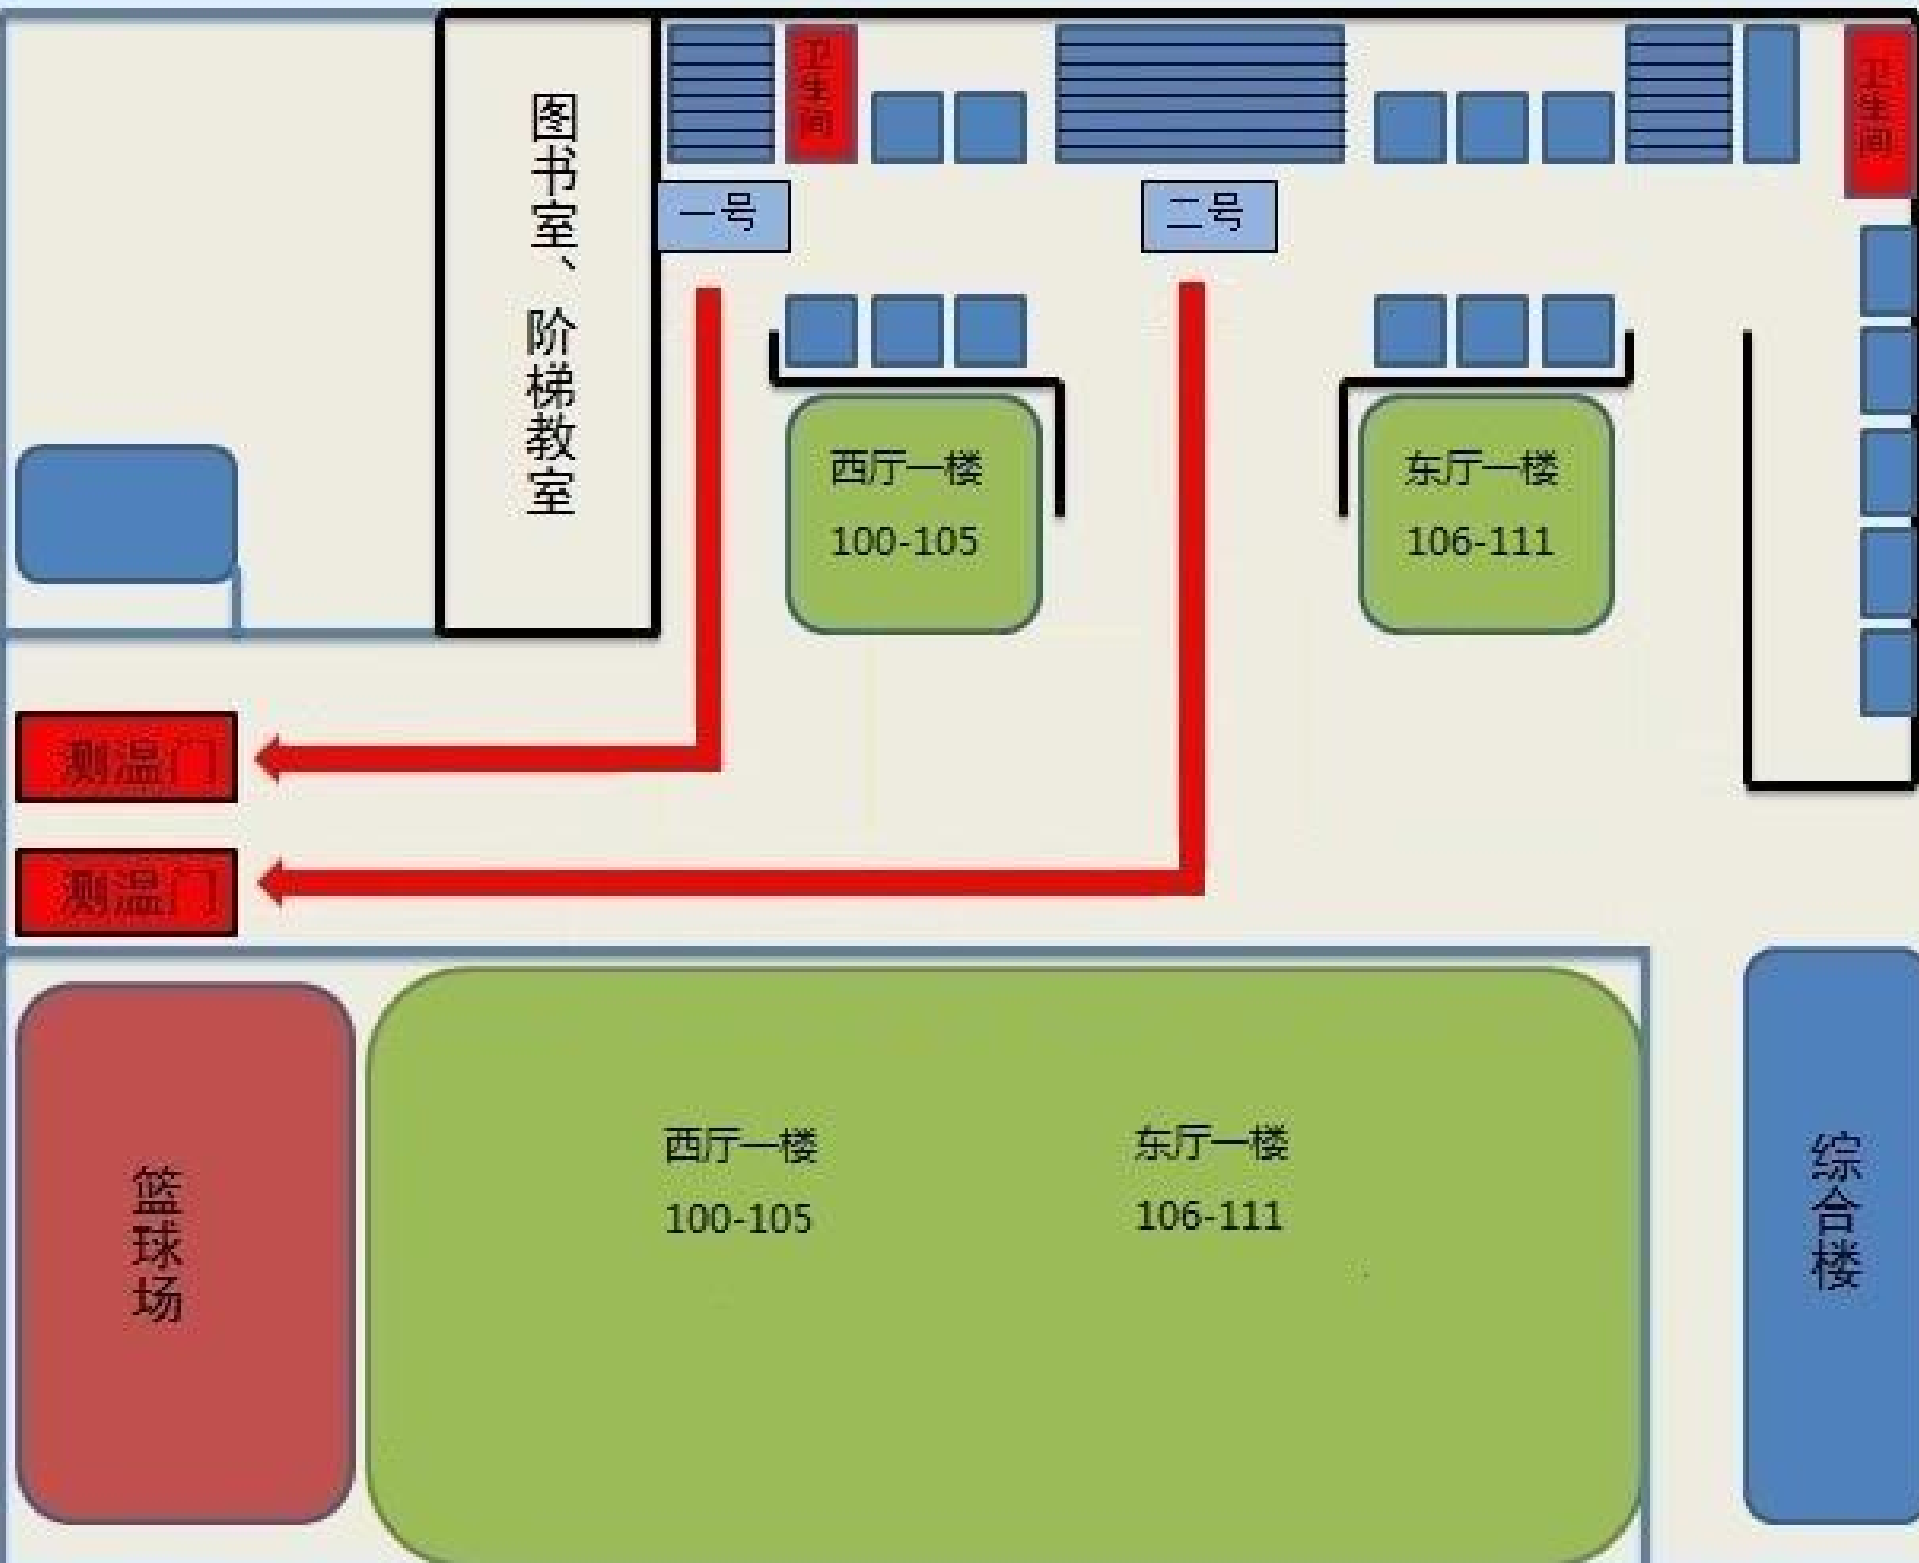 卫生间
卫生间
图书室、阶梯教室
一号
二号
西厅一楼
100-105
东厅一楼
106-111
测温门
测温门
西厅一楼
100-105
东厅一楼
106-111
篮球场
综合楼